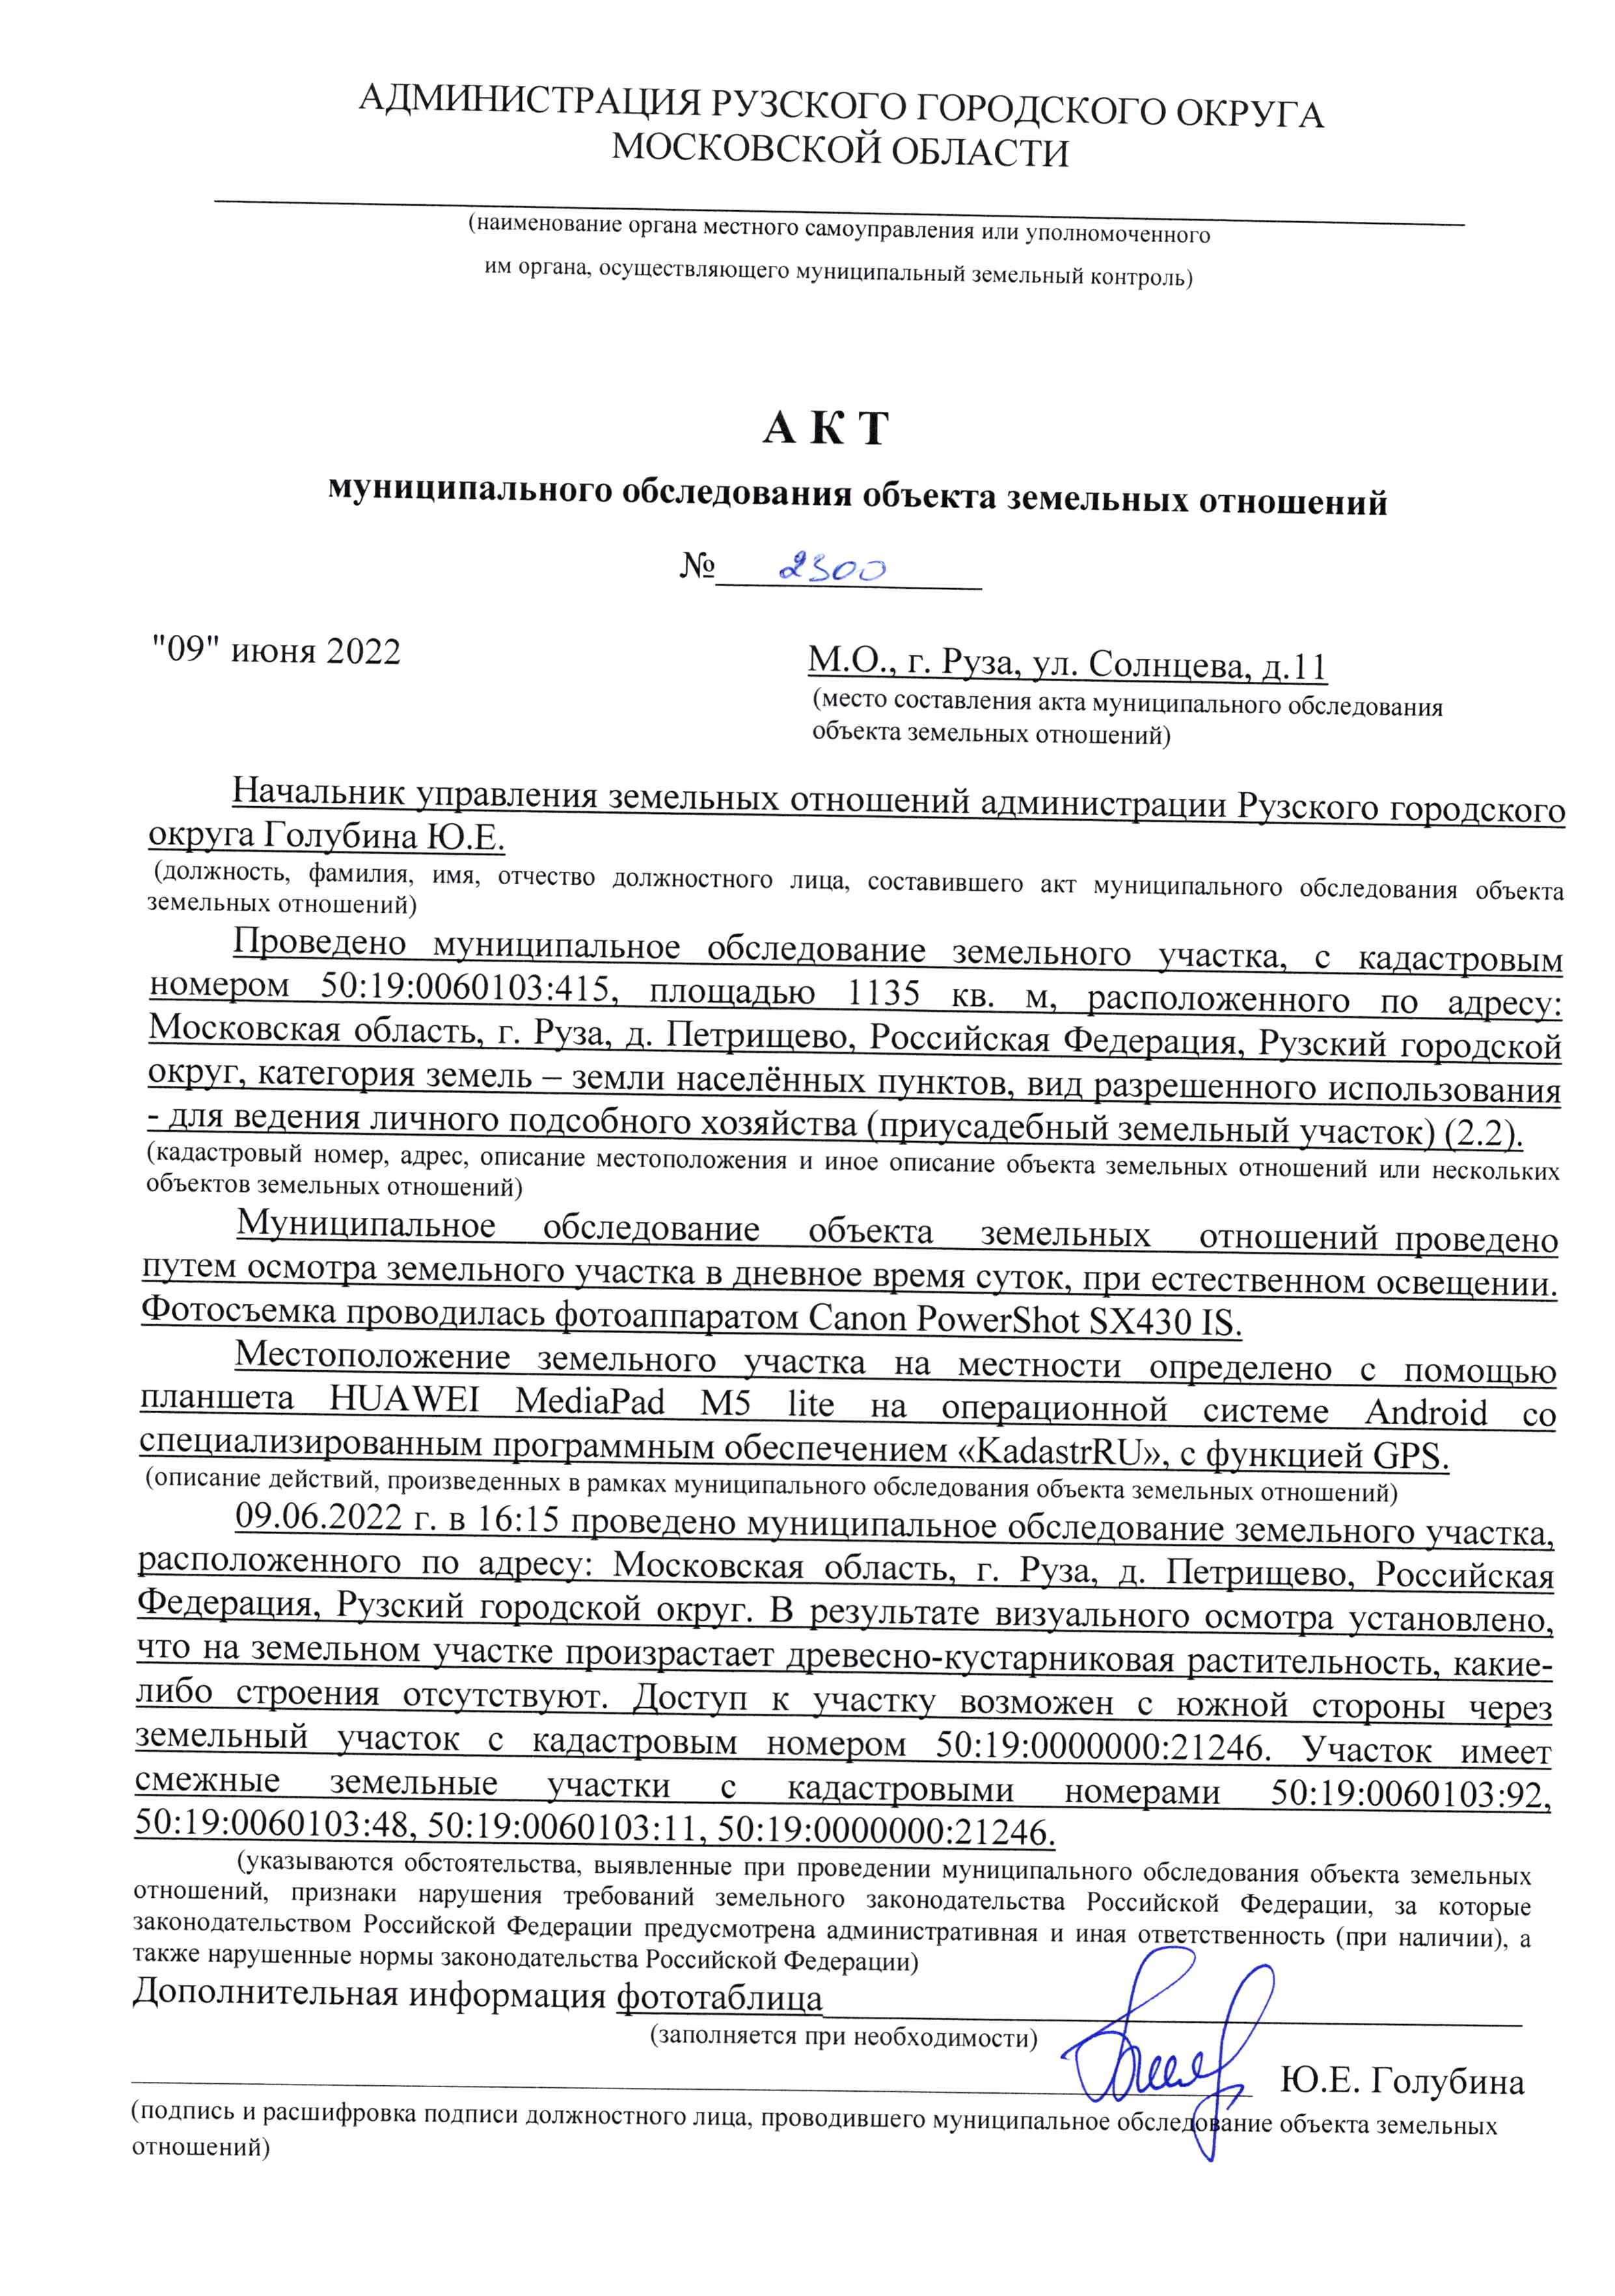 АДМИНИСТРАЦИЯ РУЗСКОГО ГОРОДСКОГО ОКРУГА
МОСКОВСКОЙ ОБЛАСТИ
(наименование органа местного самоуправления или уполномоченного
им органа, осуществляющего муниципальный земельный контроль)
А К Т
муниципального обследования объекта земельных отношений
№ 2300
"09" июня 2022
М.О., г. Руза, ул. Солнцева, д.11
(место составления акта муниципального обследования
объекта земельных отношений)
Начальник управления земельных отношений администрации Рузского городского
округа Голубина Ю.Е.
(должность, фамилия, имя, отчество должностного лица, составившего акт муниципального обследования объекта
земельных отношений)
Проведено муниципальное обследование земельного участка, с кадастровым
номером 50:19:0060103:415, площадью 1135 кв. м, расположенного по адресу:
Московская область, г. Руза, д. Петрищево, Российская Федерация, Рузский городской
округ, категория земель – земли населённых пунктов, вид разрешенного использования
- для ведения личного подсобного хозяйства (приусадебный земельный участок) (2.2).
(кадастровый номер, адрес, описание местоположения и иное описание объекта земельных отношений или нескольких
объектов земельных отношений)
Муниципальное обследование объекта земельных отношений проведено
путем осмотра земельного участка в дневное время суток, при естественном освещении.
Фотосъемка проводилась фотоаппаратом Canon PowerShot SX430 IS.
Местоположение земельного участка на местности определено с помощью
планшета HUAWEI MediaPad M5 lite на операционной системе Android со
специализированным программным обеспечением «KadastrRU», с функцией GPS.
(описание действий, произведенных в рамках муниципального обследования объекта земельных отношений)
09.06.2022 г. в 16:15 проведено муниципальное обследование земельного участка,
расположенного по адресу: Московская область, г. Руза, д. Петрищево, Российская
Федерация, Рузский городской округ. В результате визуального осмотра установлено,
что на земельном участке произрастает древесно-кустарниковая растительность, какие-
либо строения отсутствуют. Доступ к участку возможен с южной стороны через
земельный участок с кадастровым номером 50:19:0000000:21246. Участок имеет
смежные земельные участки с кадастровыми номерами 50:19:0060103:92,
50:19:0060103:48, 50:19:0060103:11, 50:19:0000000:21246.
(указываются обстоятельства, выявленные при проведении муниципального обследования объекта земельных
отношений, признаки нарушения требований земельного законодательства Российской Федерации, за которые
законодательством Российской Федерации предусмотрена административная и иная ответственность (при наличии), а
также нарушенные нормы законодательства Российской Федерации)
Дополнительная информация фототаблица
(заполняется при необходимости)
Ю.Е. Голубина
(подпись и расшифровка подписи должностного лица, проводившего муниципальное обследование объекта земельных
отношений)